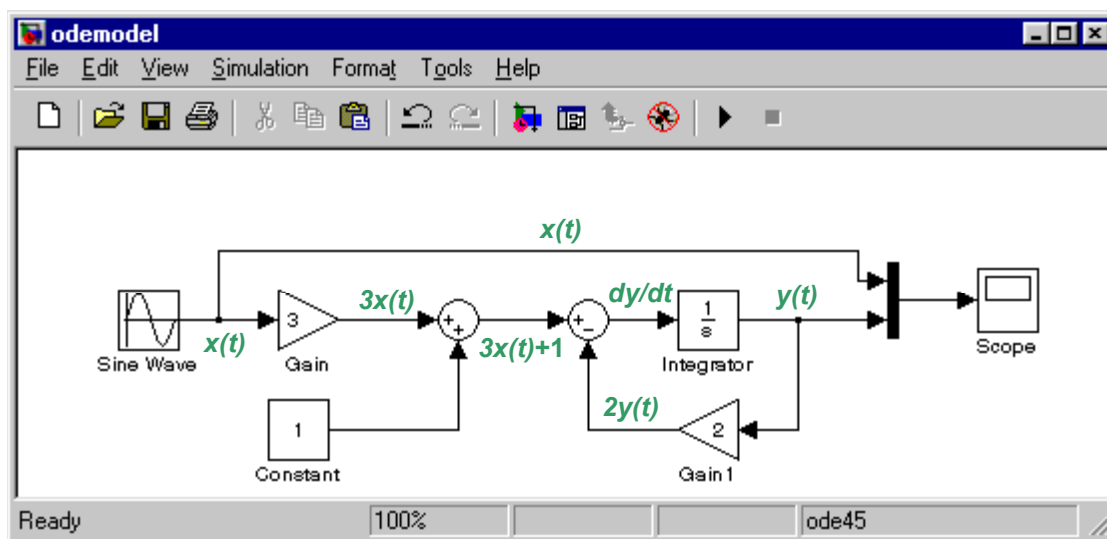 odemodel
File Edit View Simulation Format Tools Help
x(t)
3x(t) dy/dt y(t)
3 + + + - 1/s
x(t) 3x(t)+1
Sine Wave Gain Integrator Scope
2y(t)
1 2
Constant Gain1
Ready 100% ode45